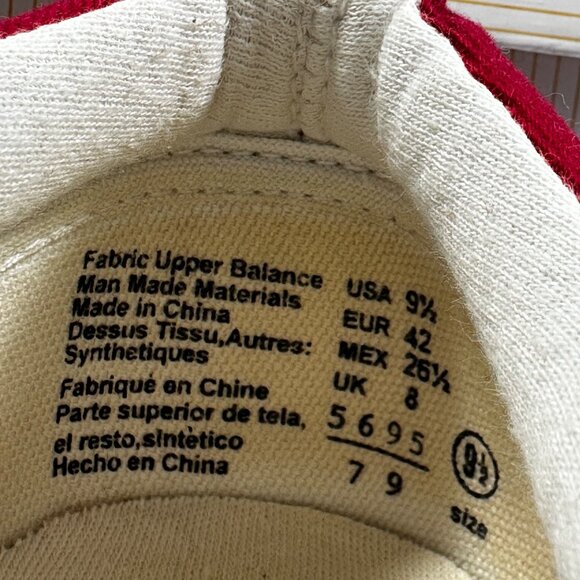 Fabric Upper Balance
Man Made Materials
Made in China
Dessus Tissu,Autres:
Synthetiques
Fabriqué en Chine
Parte superior de tela,
el resto,sintètico
Hecho en China
USA 9½
EUR 42
MEX 26½
UK 8
5695
79
9½
size